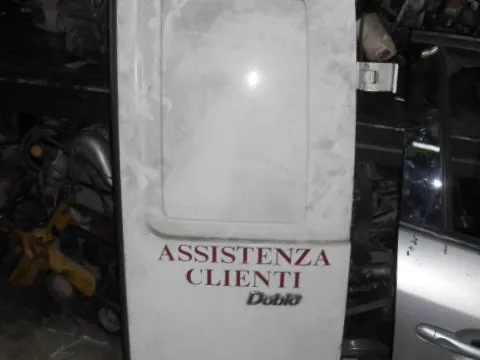 ASSISTENZA
CLIENTI
Doblò